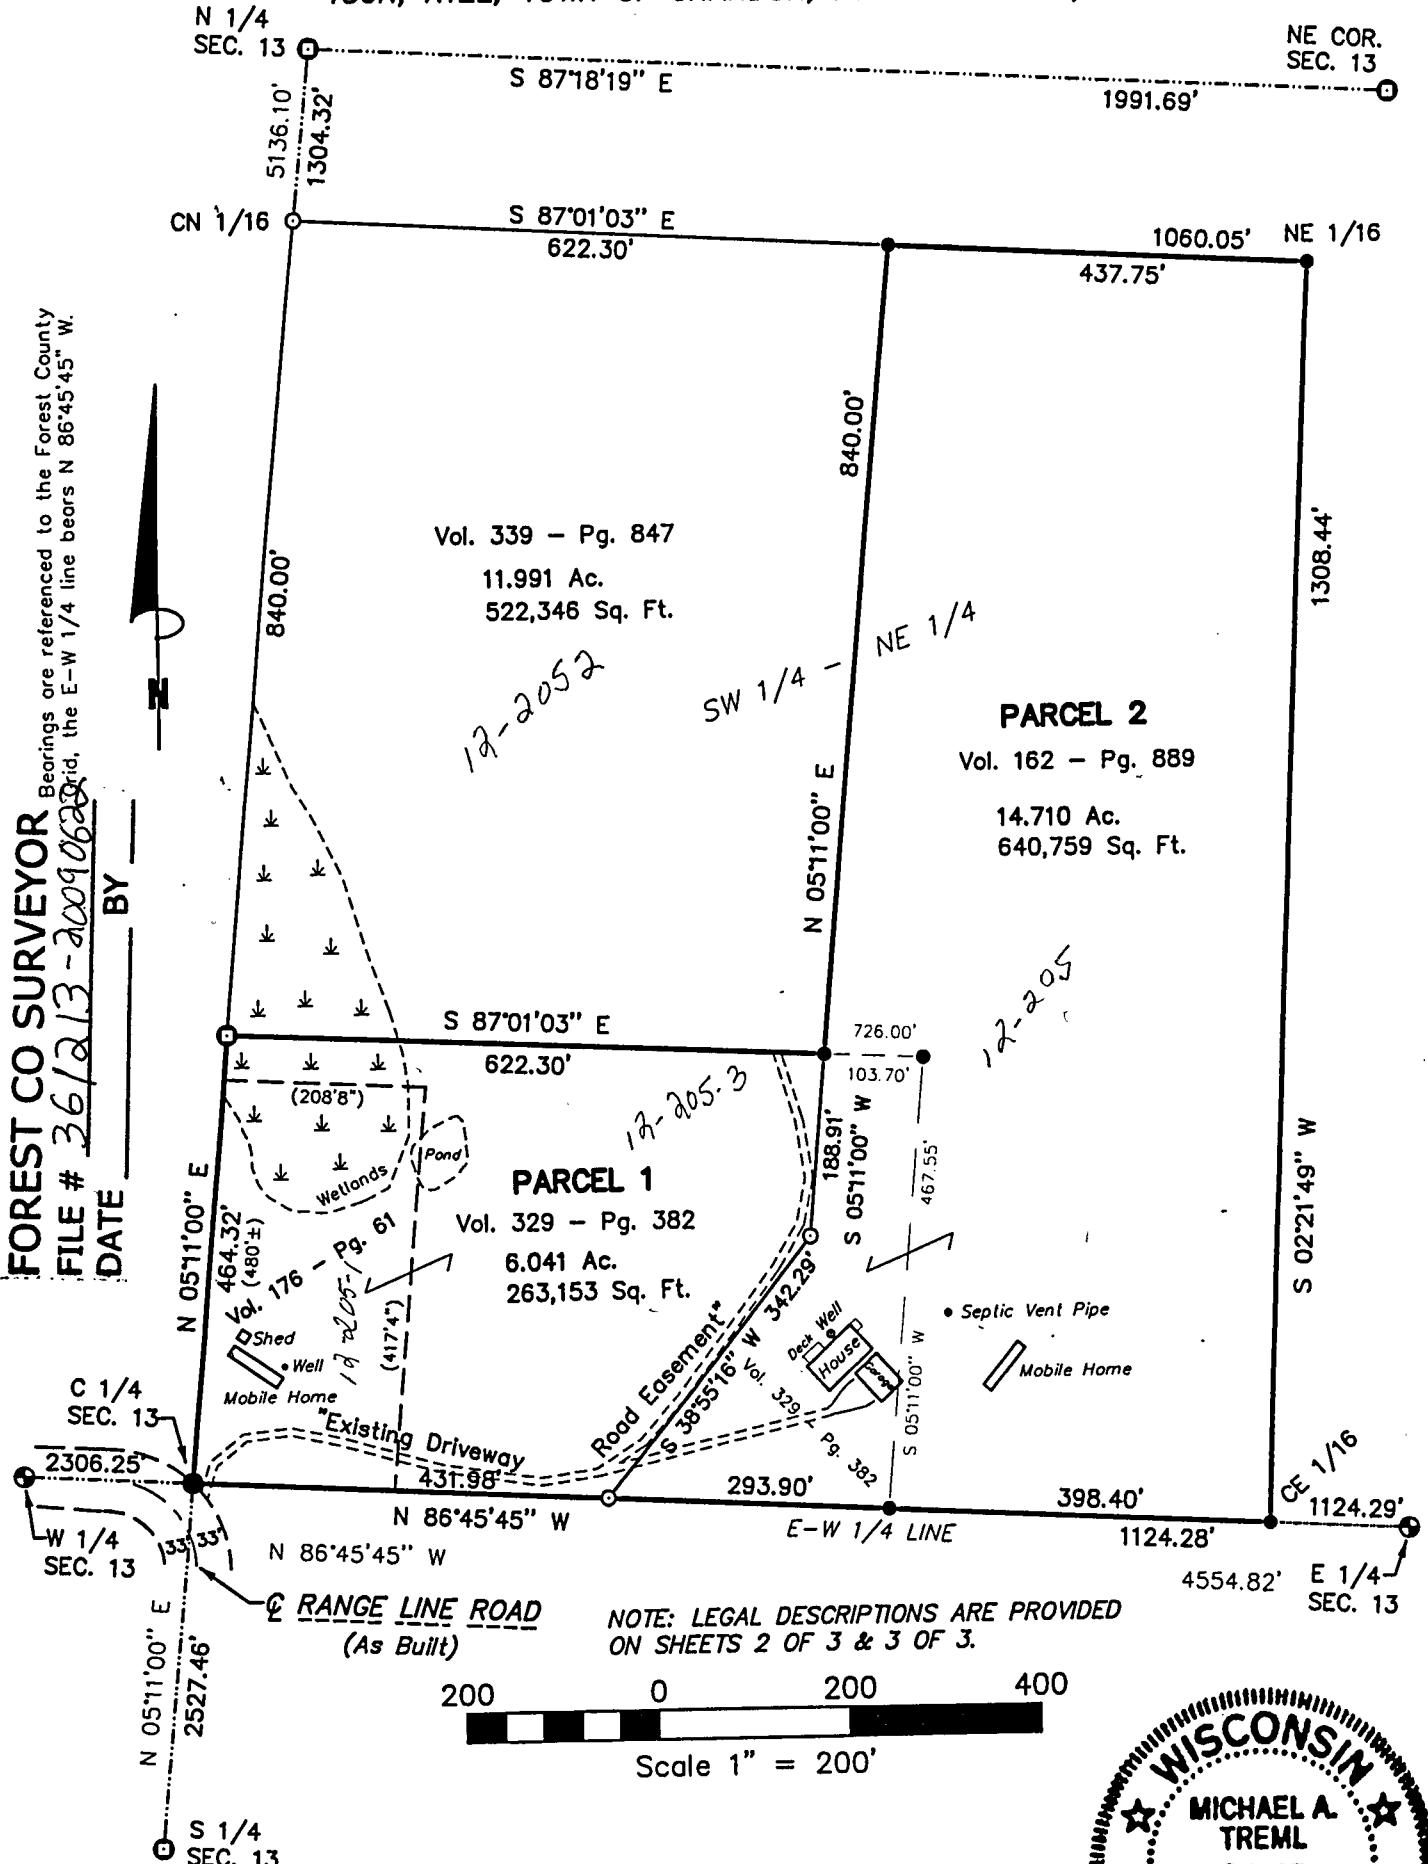 N 1/4
SEC. 13
NE COR.
SEC. 13
S 87°18'19" E
1991.69'
5136.10'
1304.32'
CN 1/16
S 87°01'03" E
622.30'
1060.05'
NE 1/16
437.75'
Bearings are referenced to the Forest County
Grid, the E-W 1/4 line bears N 86°45'45" W.
N
840.00'
840.00'
1308.44'
Vol. 339 - Pg. 847
11.991 Ac.
522,346 Sq. Ft.
12-2052
SW 1/4 - NE 1/4
PARCEL 2
Vol. 162 - Pg. 889
14.710 Ac.
640,759 Sq. Ft.
N 05°11'00" E
12-205
FOREST CO SURVEYOR
FILE # 36/213-20090623
DATE BY
S 87°01'03" E
622.30'
726.00'
103.70'
(208'8")
12-205.3
188.91'
S 05°11'00" W
467.55'
S 02°21'49" W
Pond
Wetlands
PARCEL 1
Vol. 329 - Pg. 382
6.041 Ac.
263,153 Sq. Ft.
N 05°11'00" E
464.32'
(480'±)
Vol. 176 - Pg. 61
12-205-1
(417'4")
Shed
Well
Mobile Home
Road Easement"
S 38°55'16" W 342.29'
Deck Well
House
Garage
Septic Vent Pipe
Mobile Home
Vol. 329 - Pg. 382
S 05°11'00" W
C 1/4
SEC. 13
"Existing Driveway
2306.25'
431.98'
293.90'
398.40'
CE 1/16
1124.29'
N 86°45'45" W
E-W 1/4 LINE
1124.28'
W 1/4
SEC. 13
33' 33'
N 86°45'45" W
4554.82'
E 1/4
SEC. 13
℄ RANGE LINE ROAD
(As Built)
NOTE: LEGAL DESCRIPTIONS ARE PROVIDED
ON SHEETS 2 OF 3 & 3 OF 3.
N 05°11'00" E
2527.46'
200 0 200 400
Scale 1" = 200'
S 1/4
SEC. 13
WISCONSIN
MICHAEL A.
TREML